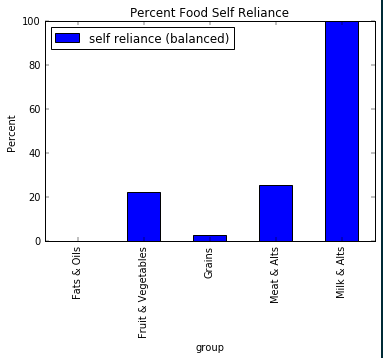 Percent Food Self Reliance
self reliance (balanced)
Percent
100
80
60
40
20
0
Fats & Oils
Fruit & Vegetables
Grains
Meat & Alts
Milk & Alts
group